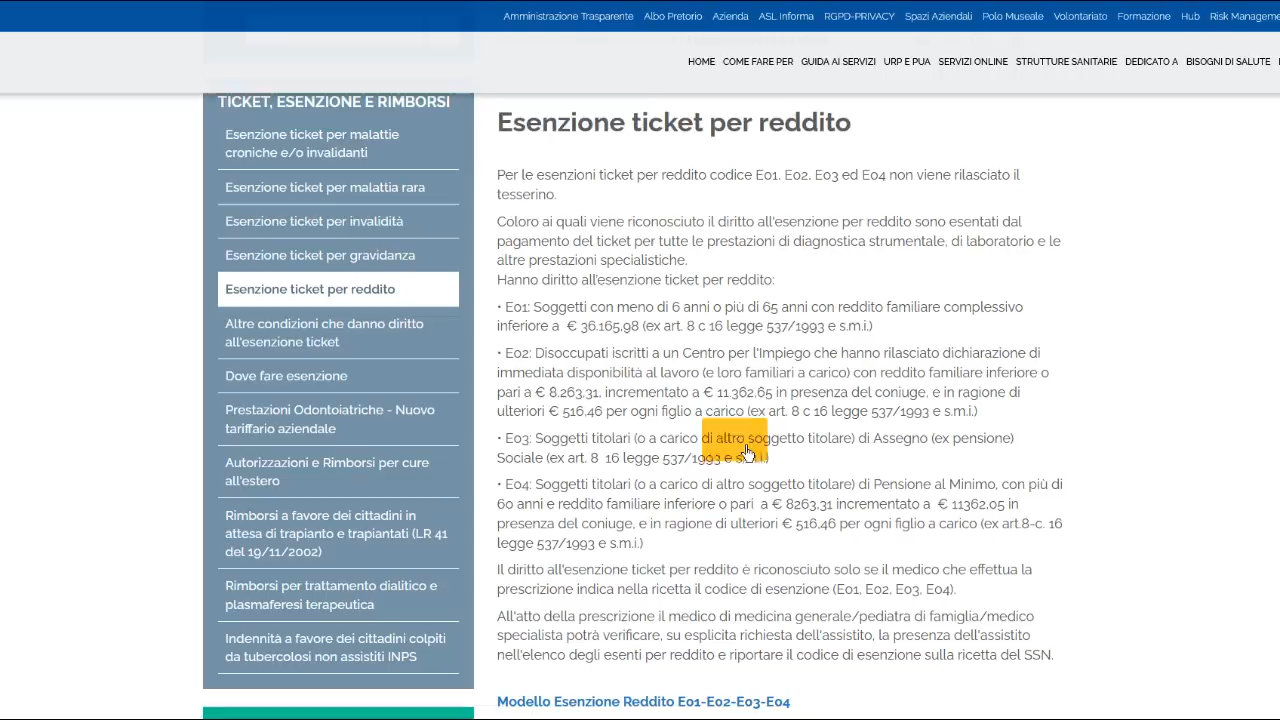 Amministrazione Trasparente Albo Pretorio Azienda ASL Informa RGPD-PRIVACY Spazi Aziendali Polo Museale Volontariato Formazione Hub Risk Manageme
HOME COME FARE PER GUIDA AI SERVIZI URP E PUA SERVIZI ONLINE STRUTTURE SANITARIE DEDICATO A BISOGNI DI SALUTE
TICKET, ESENZIONE E RIMBORSI
Esenzione ticket per malattie
croniche e/o invalidanti
Esenzione ticket per malattia rara
Esenzione ticket per invalidità
Esenzione ticket per gravidanza
Esenzione ticket per reddito
Altre condizioni che danno diritto
all'esenzione ticket
Dove fare esenzione
Prestazioni Odontoiatriche - Nuovo
tariffario aziendale
Autorizzazioni e Rimborsi per cure
all'estero
Rimborsi a favore dei cittadini in
attesa di trapianto e trapiantati (LR 41
del 19/11/2002)
Rimborsi per trattamento dialitico e
plasmaferesi terapeutica
Indennità a favore dei cittadini colpiti
da tubercolosi non assistiti INPS
Esenzione ticket per reddito
Per le esenzioni ticket per reddito codice E01, E02, E03 ed E04 non viene rilasciato il
tesserino.
Coloro ai quali viene riconosciuto il diritto all'esenzione per reddito sono esentati dal
pagamento del ticket per tutte le prestazioni di diagnostica strumentale, di laboratorio e le
altre prestazioni specialistiche.
Hanno diritto all'esenzione ticket per reddito:
• E01: Soggetti con meno di 6 anni o più di 65 anni con reddito familiare complessivo
inferiore a € 36.165,98 (ex art. 8 c 16 legge 537/1993 e s.m.i.)
• E02: Disoccupati iscritti a un Centro per l'Impiego che hanno rilasciato dichiarazione di
immediata disponibilità al lavoro (e loro familiari a carico) con reddito familiare inferiore o
pari a € 8.263,31, incrementato a € 11.362,65 in presenza del coniuge, e in ragione di
ulteriori € 516,46 per ogni figlio a carico (ex art. 8 c 16 legge 537/1993 e s.m.i.)
• E03: Soggetti titolari (o a carico di altro soggetto titolare) di Assegno (ex pensione)
Sociale (ex art. 8 16 legge 537/1993 e s.m.i.)
• E04: Soggetti titolari (o a carico di altro soggetto titolare) di Pensione al Minimo, con più di
60 anni e reddito familiare inferiore o pari a € 8263,31 incrementato a € 11362,05 in
presenza del coniuge, e in ragione di ulteriori € 516,46 per ogni figlio a carico (ex art.8-c. 16
legge 537/1993 e s.m.i.)
Il diritto all'esenzione ticket per reddito è riconosciuto solo se il medico che effettua la
prescrizione indica nella ricetta il codice di esenzione (E01, E02, E03, E04).
All'atto della prescrizione il medico di medicina generale/pediatra di famiglia/medico
specialista potrà verificare, su esplicita richiesta dell'assistito, la presenza dell'assistito
nell'elenco degli esenti per reddito e riportare il codice di esenzione sulla ricetta del SSN.
Modello Esenzione Reddito E01-E02-E03-E04